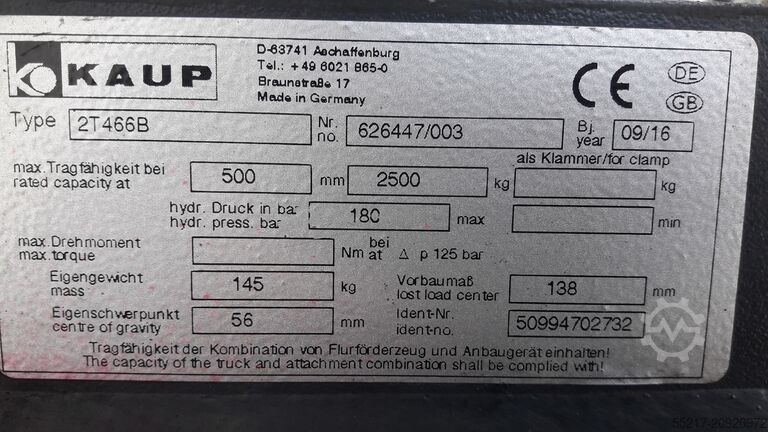 KAUP
D-63741 Aschaffenburg
Tel.: +49 6021 865-0
Braunstraße 17
Made in Germany
CE
DE
GB
Type 2T466B Nr. no. 626447/003 Bj. year 09/16
als Klammer/for clamp
max.Tragfähigkeit bei
rated capacity at 500 mm 2500 kg kg
hydr. Druck in bar
hydr. press. bar 180 max min
max.Drehmoment
max.torque Nm bei at Δ p 125 bar
Eigengewicht
mass 145 kg Vorbaumaß
lost load center 138 mm
Eigenschwerpunkt
centre of gravity 56 mm Ident-Nr.
ident-no. 50994702732
Tragfähigkeit der Kombination von Flurförderzeug und Anbaugerät einhalten!
The capacity of the truck and attachment combination shall be complied with!
55217-20920972